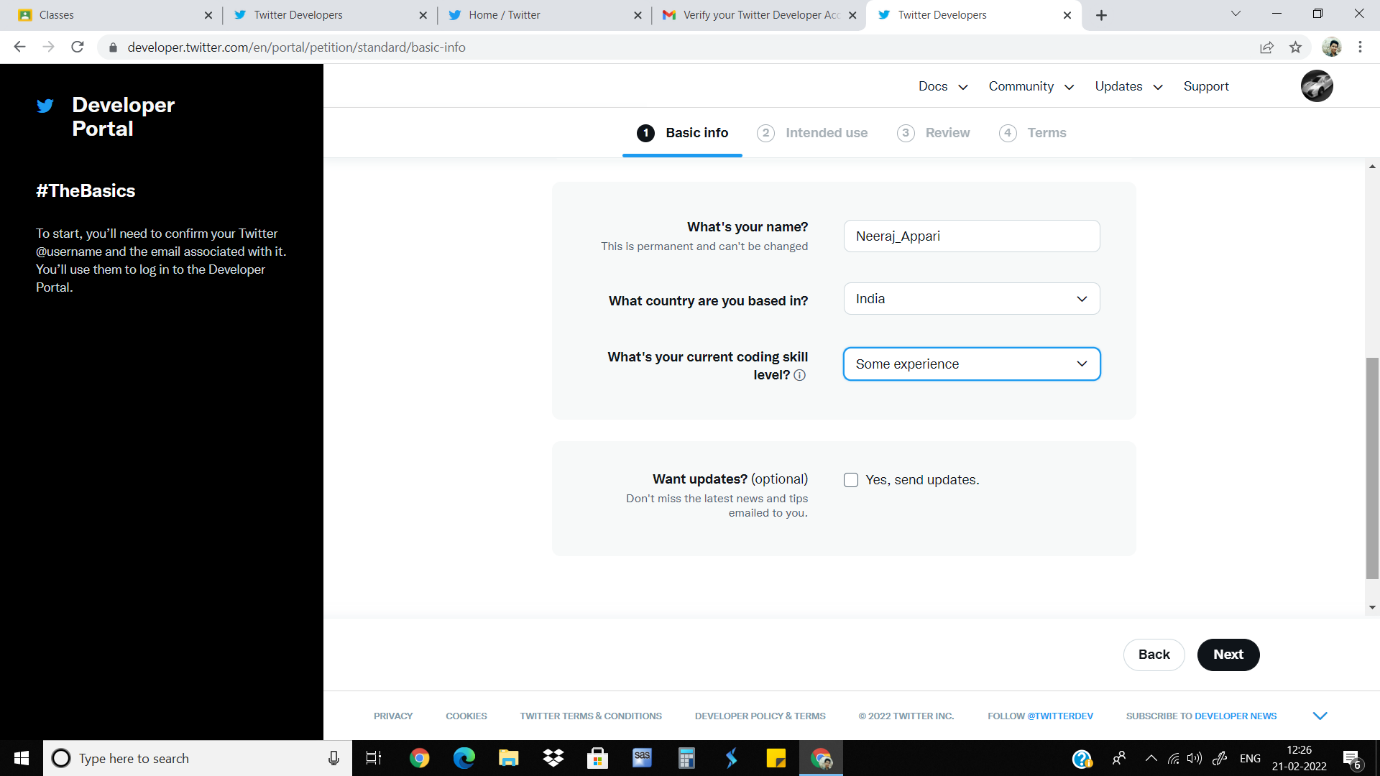 Classes
Twitter Developers
Home / Twitter
Verify your Twitter Developer Acc
Twitter Developers
developer.twitter.com/en/portal/petition/standard/basic-info
Developer
Portal
#TheBasics
To start, you’ll need to confirm your Twitter
@username and the email associated with it.
You’ll use them to log in to the Developer
Portal.
Docs
Community
Updates
Support
1 Basic info
2 Intended use
3 Review
4 Terms
What's your name?
This is permanent and can't be changed
Neeraj_Appari
What country are you based in?
India
What's your current coding skill
level?
Some experience
Want updates? (optional)
Don't miss the latest news and tips
emailed to you.
Yes, send updates.
Back
Next
PRIVACY
COOKIES
TWITTER TERMS & CONDITIONS
DEVELOPER POLICY & TERMS
© 2022 TWITTER INC.
FOLLOW @TWITTERDEV
SUBSCRIBE TO DEVELOPER NEWS
Type here to search
sas
ENG
12:26
21-02-2022
6